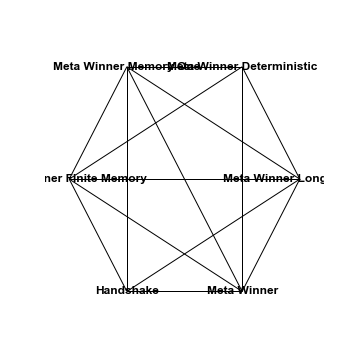 Meta Winner Memory One
Meta Winner Deterministic
ner Finite Memory
Meta Winner Long
Handshake
Meta Winner